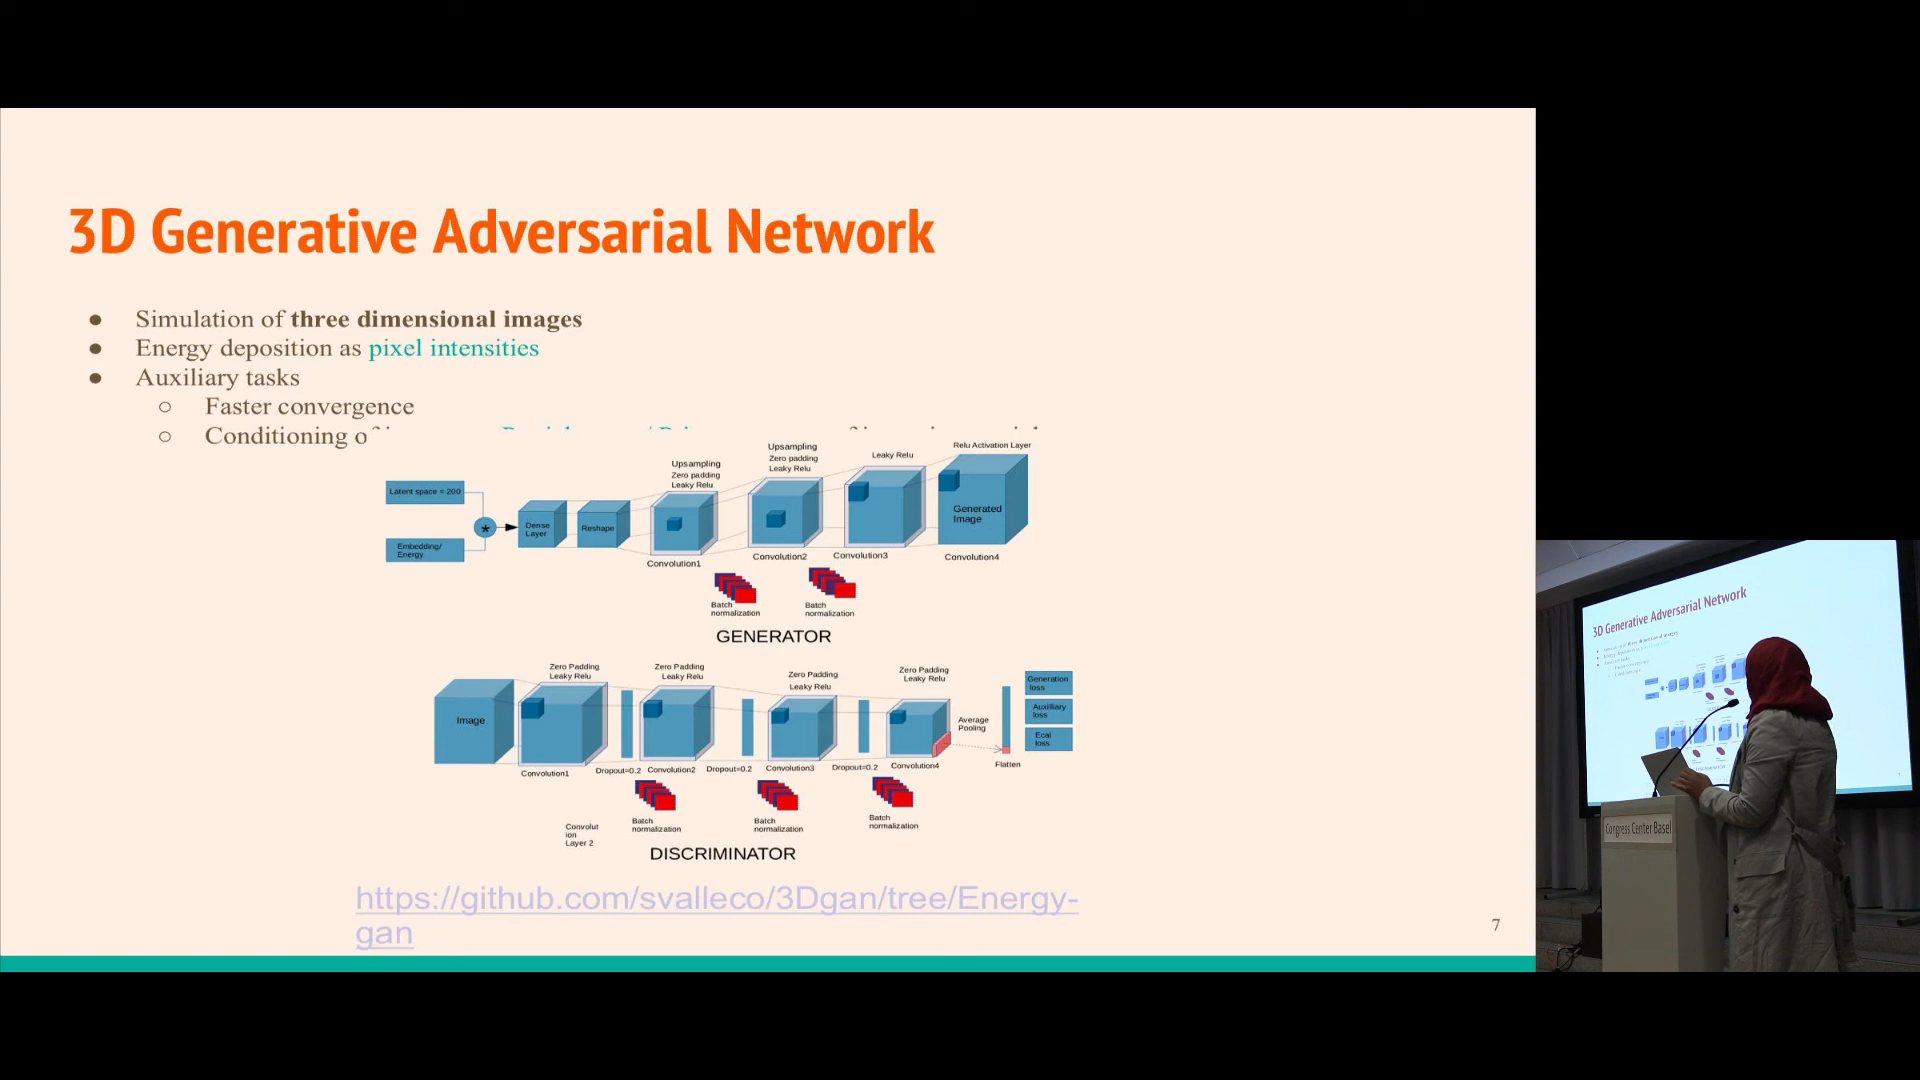 3D Generative Adversarial Network
● Simulation of three dimensional images
● Energy deposition as pixel intensities
● Auxiliary tasks
○ Faster convergence
○ Conditioning
Upsampling
Zero padding
Leaky Relu
Upsampling
Zero padding
Leaky Relu
Leaky Relu
Relu Activation Layer
Latent space = 200
*
Embedding/
Energy
Dense
Layer
Reshape
Generated
Image
Convolution1
Convolution2
Convolution3
Convolution4
Batch
normalization
Batch
normalization
GENERATOR
Zero Padding
Leaky Relu
Zero Padding
Leaky Relu
Zero Padding
Leaky Relu
Zero Padding
Leaky Relu
Image
Average
Pooling
Generation
loss
Auxilliary
loss
Ecal
loss
Convolution1
Dropout=0.2
Convolution2
Dropout=0.2
Convolution3
Dropout=0.2
Convolution4
Flatten
Batch
normalization
Batch
normalization
Batch
normalization
Convolut
ion
Layer 2
DISCRIMINATOR
https://github.com/svalleco/3Dgan/tree/Energy-
gan
7
3D Generative Adversarial Network
Congress Center Basel